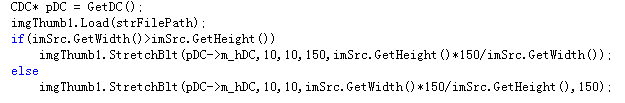 CDC* pDC = GetDC();
imgThumb1.Load(strFilePath);
if(imSrc.GetWidth()>imSrc.GetHeight())
    imgThumb1.StretchBlt(pDC->m_hDC,10,10,150,imSrc.GetHeight()*150/imSrc.GetWidth());
else
    imgThumb1.StretchBlt(pDC->m_hDC,10,10,imSrc.GetWidth()*150/imSrc.GetHeight(),150);